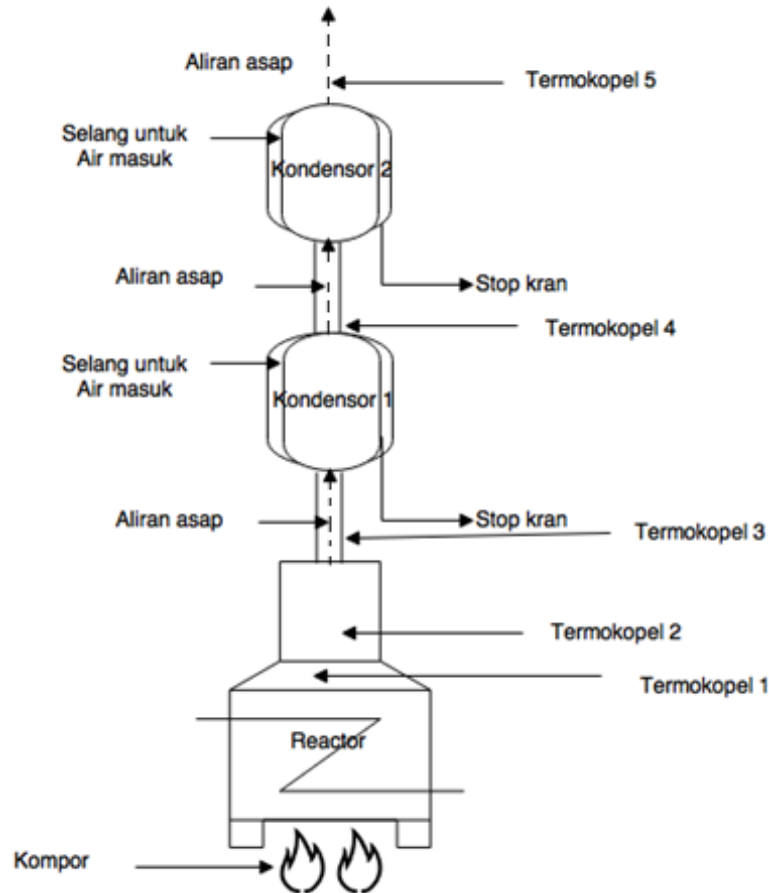 Aliran asap
Termokopel 5
Selang untuk
Air masuk
Kondensor 2
Aliran asap
Stop kran
Termokopel 4
Selang untuk
Air masuk
Kondensor 1
Aliran asap
Stop kran
Termokopel 3
Termokopel 2
Termokopel 1
Reactor
Kompor